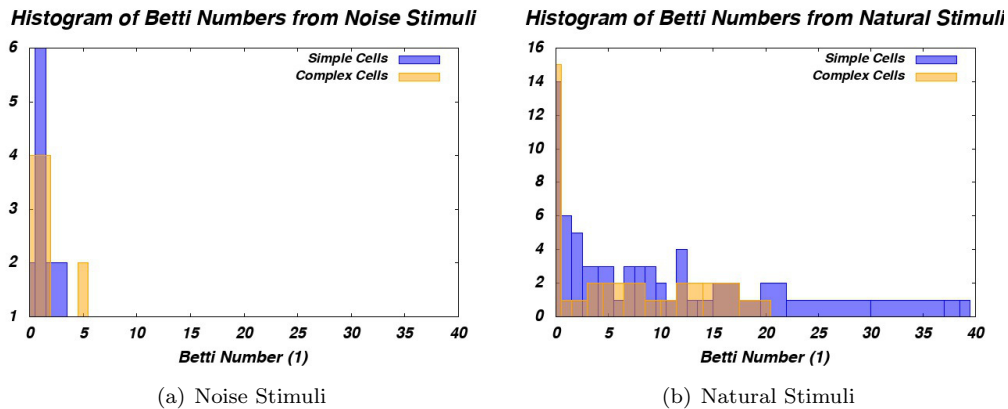 Histogram of Betti Numbers from Noise Stimuli
6
5
4
3
2
1
0 5 10 15 20 25 30 35 40
Betti Number (1)
Simple Cells
Complex Cells
(a) Noise Stimuli
Histogram of Betti Numbers from Natural Stimuli
16
14
12
10
8
6
4
2
0
0 5 10 15 20 25 30 35 40
Betti Number (1)
Simple Cells
Complex Cells
(b) Natural Stimuli